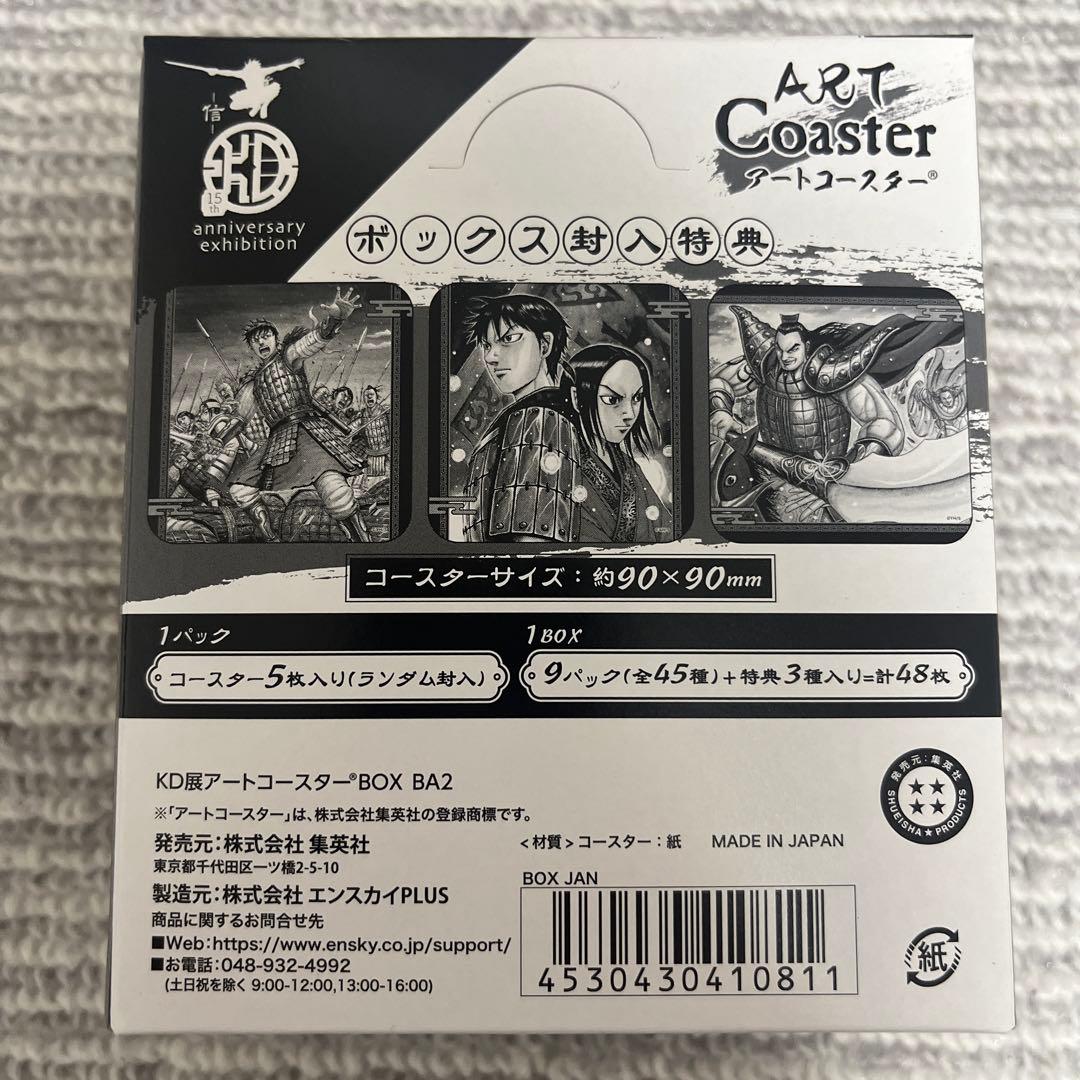 信
KD
15th
anniversary
exhibition
ART
Coaster
アートコースター®
ボックス封入特典
コースターサイズ：約90×90mm
1パック
コースター5枚入り(ランダム封入)
1BOX
9パック(全45種)+特典3種入り=計48枚
KD展アートコースター®BOX BA2
※「アートコースター」は、株式会社集英社の登録商標です。
発売元：株式会社 集英社
東京都千代田区一ツ橋2-5-10
製造元：株式会社 エンスカイPLUS
商品に関するお問合せ先
■Web：https://www.ensky.co.jp/support/
■お電話：048-932-4992
(土日祝を除く 9:00-12:00,13:00-16:00)
<材質>コースター：紙 MADE IN JAPAN
BOX JAN
4530430410811
発売元：集英社
SHUEISHA★PRODUCTS
紙